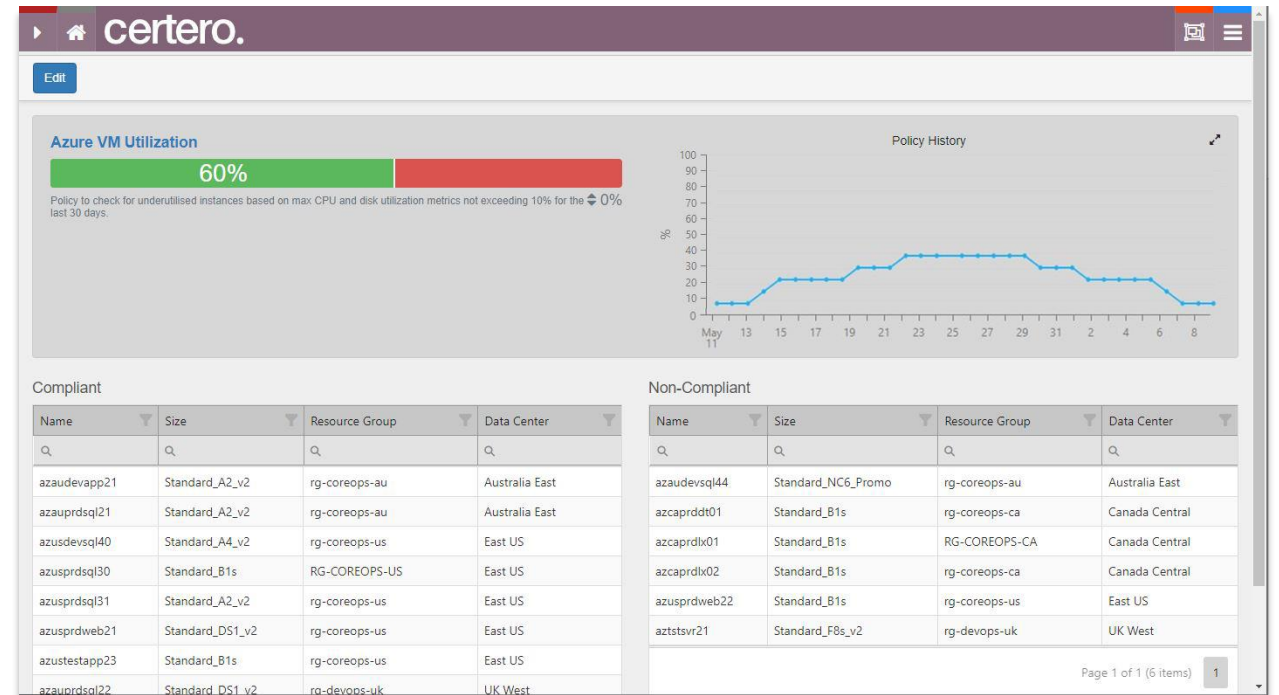 certero.
Edit
Azure VM Utilization
60%
Policy to check for underutilised instances based on max CPU and disk utilization metrics not exceeding 10% for the
last 30 days.
0%
Policy History
100
90
80
70
60
50
40
30
20
10
0
%
May 11 13 15 17 19 21 23 25 27 29 31 2 4 6 8
Compliant
Name Size Resource Group Data Center
azaudevapp21 Standard_A2_v2 rg-coreops-au Australia East
azauprdsql21 Standard_A2_v2 rg-coreops-au Australia East
azusdevsql40 Standard_A4_v2 rg-coreops-us East US
azusprdsql30 Standard_B1s RG-COREOPS-US East US
azusprdsql31 Standard_A2_v2 rg-coreops-us East US
azusprdweb21 Standard_DS1_v2 rg-coreops-us East US
azustestapp23 Standard_B1s rg-coreops-us East US
azauprdsql22 Standard_DS1_v2 rg-devops-uk UK West
Non-Compliant
Name Size Resource Group Data Center
azaudevsql44 Standard_NC6_Promo rg-coreops-au Australia East
azcaprddt01 Standard_B1s rg-coreops-ca Canada Central
azcaprdlx01 Standard_B1s RG-COREOPS-CA Canada Central
azcaprdlx02 Standard_B1s rg-coreops-ca Canada Central
azusprdweb22 Standard_B1s rg-coreops-us East US
aztstsvr21 Standard_F8s_v2 rg-devops-uk UK West
Page 1 of 1 (6 items) 1